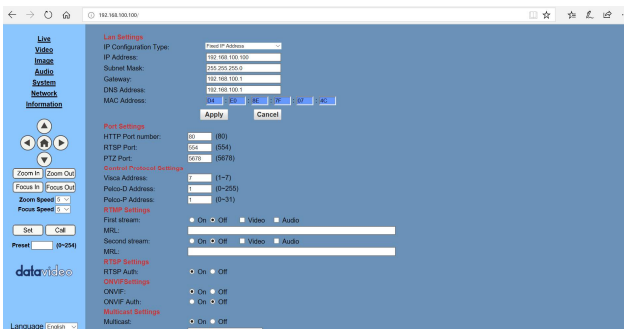 192.168.100.100/
Live
Video
Image
Audio
System
Network
Information
Zoom In Zoom Out
Focus In Focus Out
Zoom Speed 5
Focus Speed 5
Set Call
Preset (0~254)
datavideo
Language English
Lan Settings
IP Configuration Type: Fixed IP Address
IP Address: 192.168.100.100
Subnet Mask: 255.255.255.0
Gateway: 192.168.100.1
DNS Address: 192.168.100.1
MAC Address: D4 : E0 : 8E : 7F : 07 : 4C
Apply Cancel
Port Settings
HTTP Port number: 80 (80)
RTSP Port: 554 (554)
PTZ Port: 5678 (5678)
Control Protocol Settings
Visca Address: 7 (1~7)
Pelco-D Address: 1 (0~255)
Pelco-P Address: 1 (0~31)
RTMP Settings
First stream: On Off Video Audio
MRL:
Second stream: On Off Video Audio
MRL:
RTSP Settings
RTSP Auth: On Off
ONVIFSettings
ONVIF: On Off
ONVIF Auth: On Off
Multicast Settings
Multicast: On Off